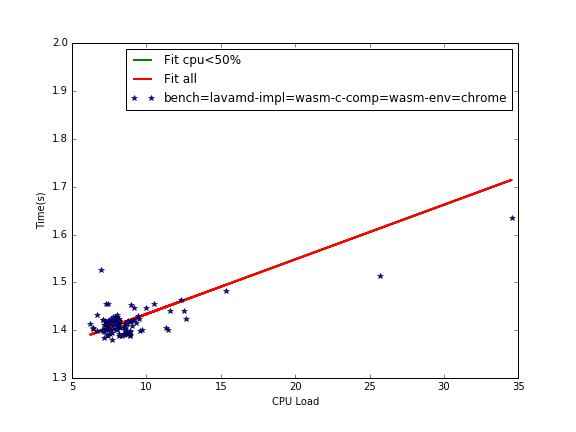 2.0
1.9
1.8
1.7
1.6
1.5
1.4
1.3
Time(s)
Fit cpu<50%
Fit all
bench=lavamd-impl=wasm-c-comp=wasm-env=chrome
5 10 15 20 25 30 35
CPU Load